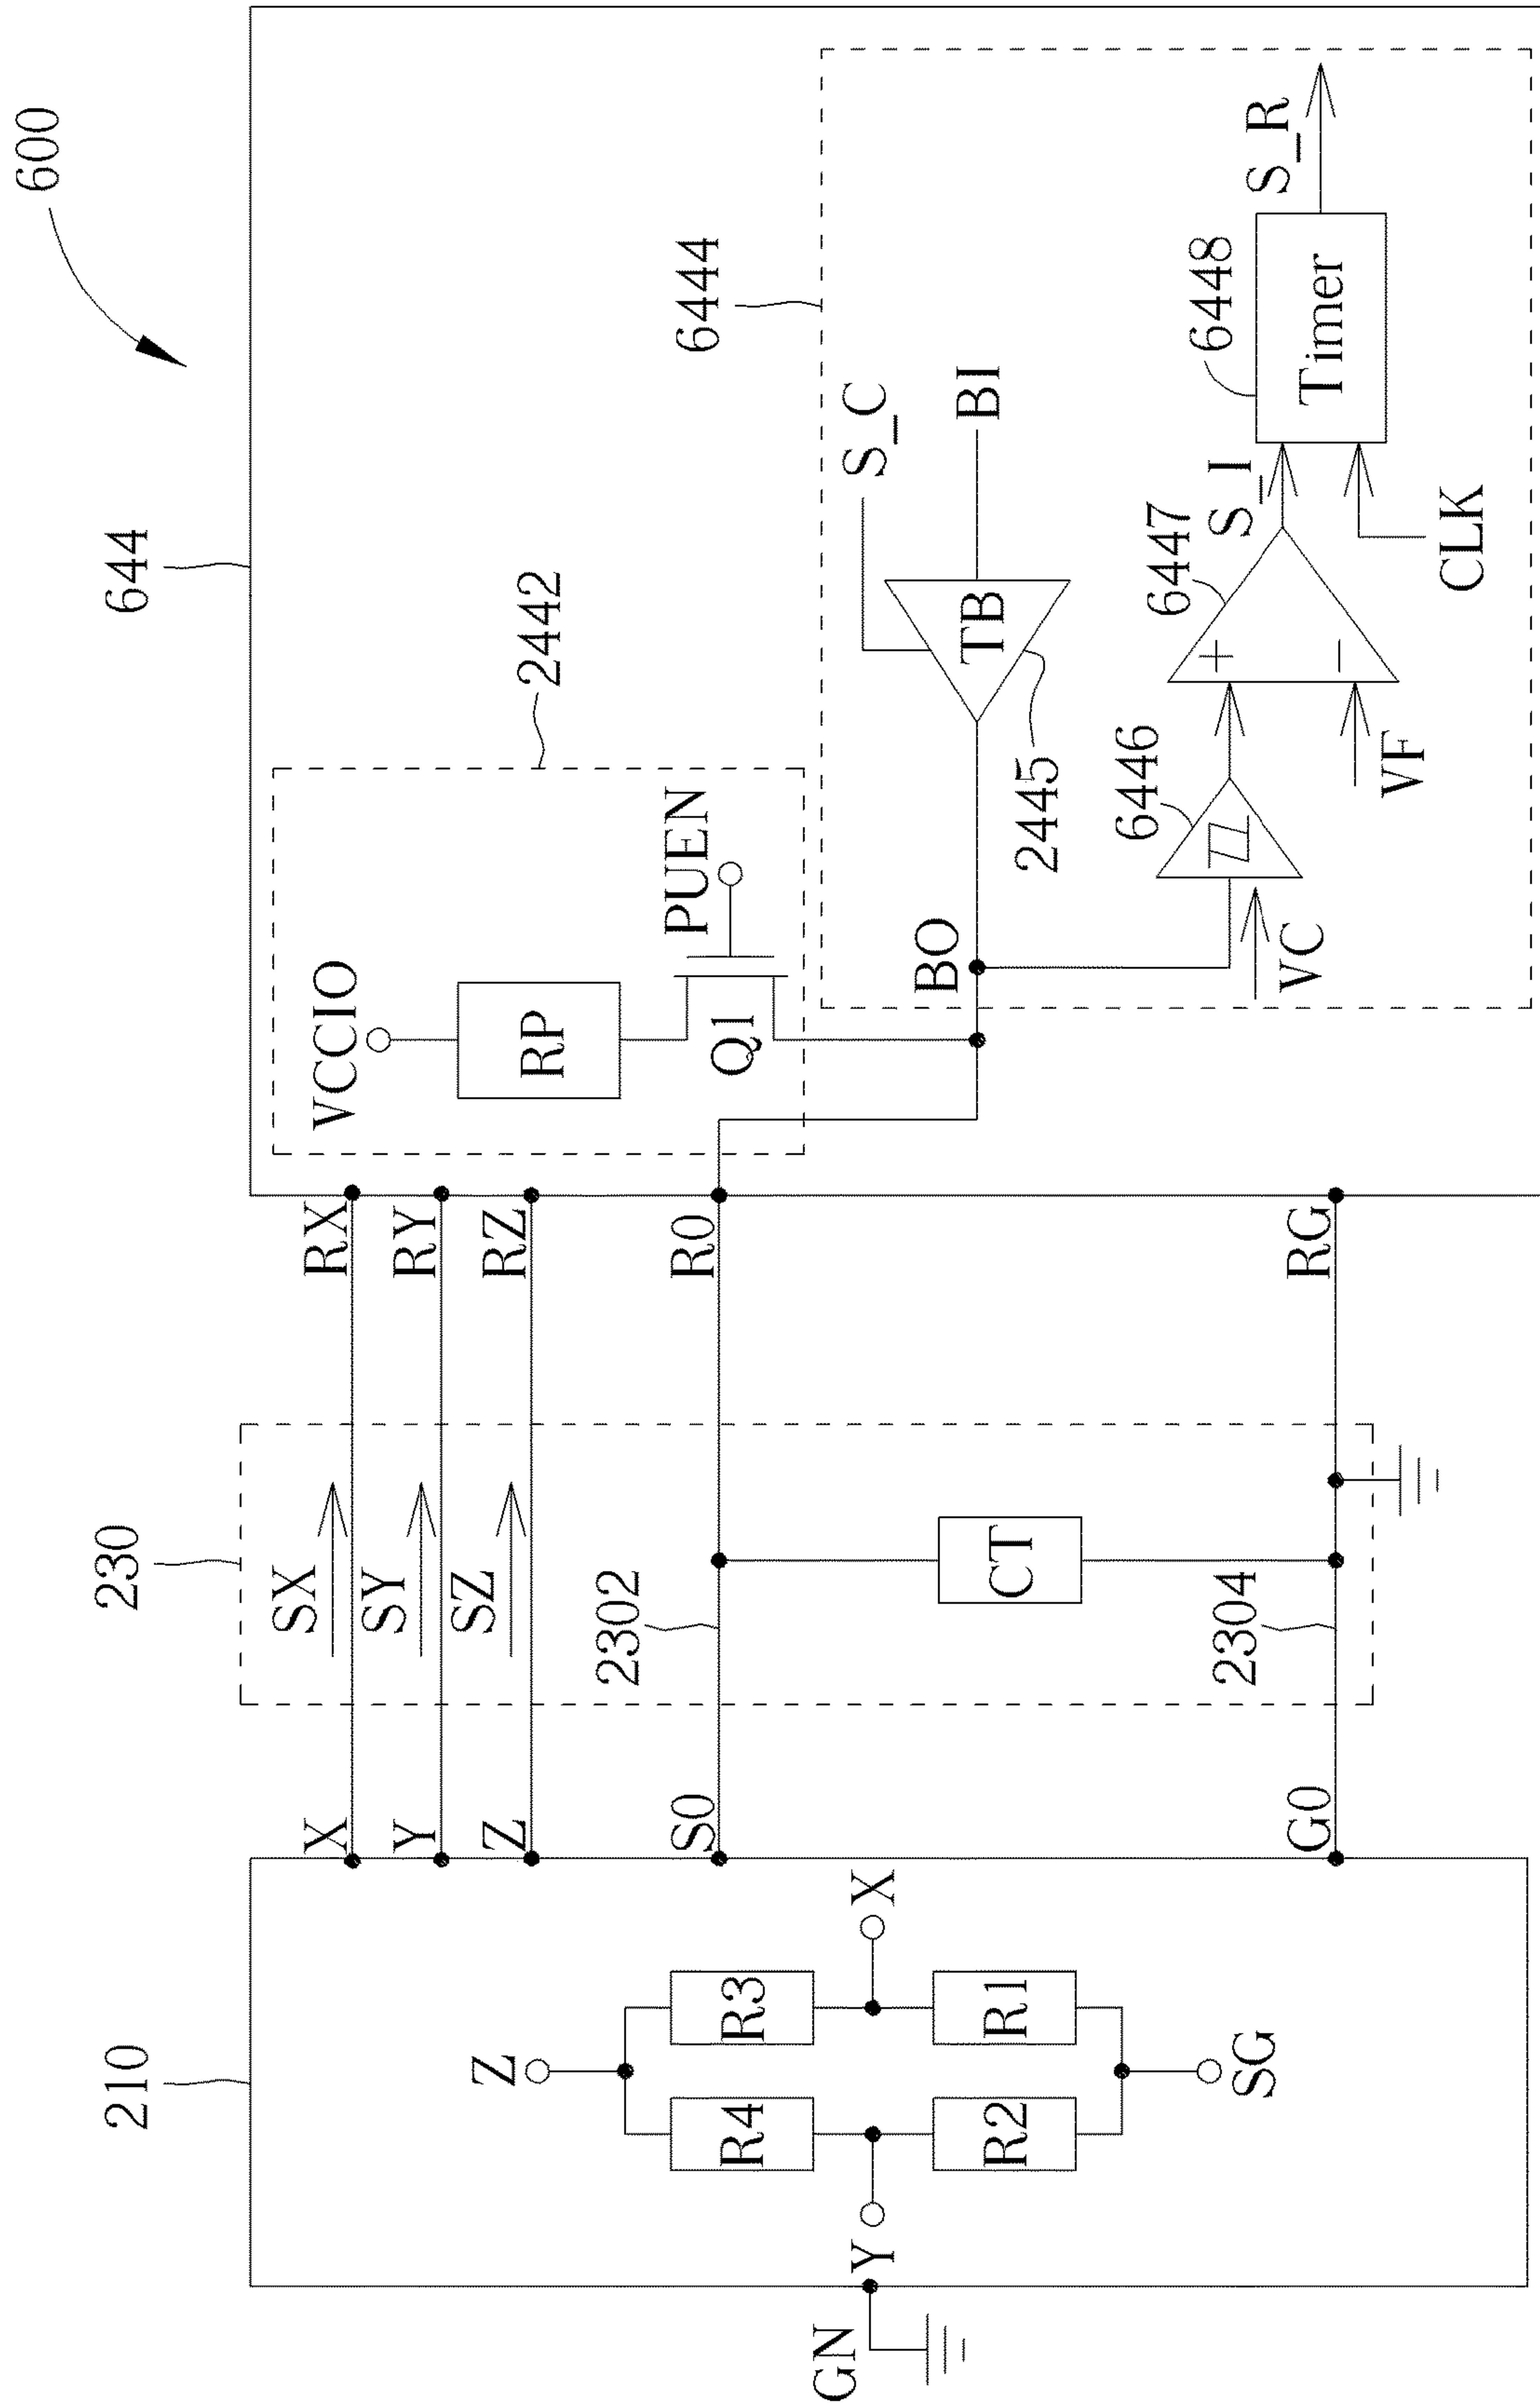 600
644
2442
VCCIO
RP
Q1
PUEN
6444
S_C
BI
TB
2445
BO
6446
VC
6447
+
−
VF
S_I
CLK
6448
Timer
S_R
RX
RY
RZ
R0
RG
230
SX
SY
SZ
2302
CT
2304
X
Y
Z
S0
G0
210
Z
R4
R3
Y
X
R2
R1
SG
GN